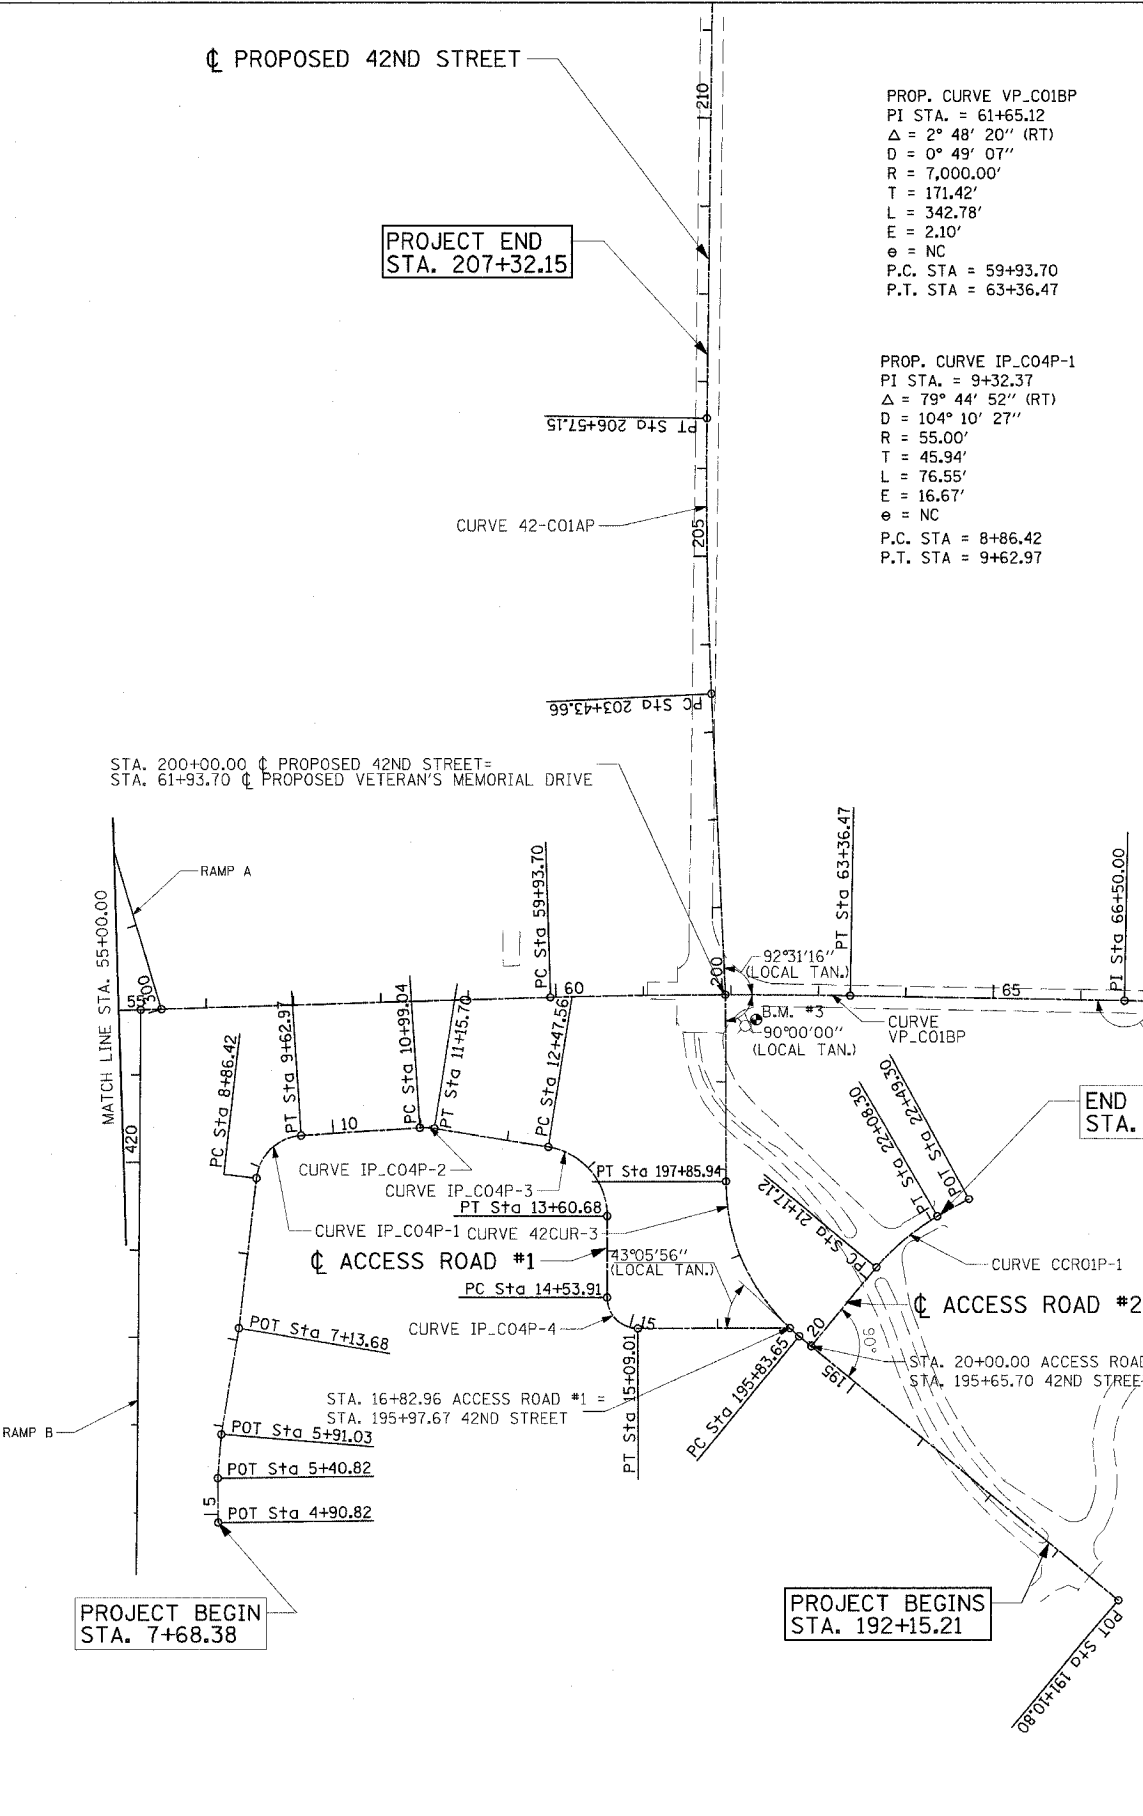 ℄ PROPOSED 42ND STREET
210
PROP. CURVE VP_C01BP
PI STA. = 61+65.12
Δ = 2° 48' 20" (RT)
D = 0° 49' 07"
R = 7,000.00'
T = 171.42'
L = 342.78'
E = 2.10'
e = NC
P.C. STA = 59+93.70
P.T. STA = 63+36.47
PROJECT END
STA. 207+32.15
PROP. CURVE IP_C04P-1
PI STA. = 9+32.37
Δ = 79° 44' 52" (RT)
D = 104° 10' 27"
R = 55.00'
T = 45.94'
L = 76.55'
E = 16.67'
e = NC
P.C. STA = 8+86.42
P.T. STA = 9+62.97
PT Sta 206+57.15
CURVE 42-C01AP
205
PC Sta 203+43.66
STA. 200+00.00 ℄ PROPOSED 42ND STREET=
STA. 61+93.70 ℄ PROPOSED VETERAN'S MEMORIAL DRIVE
RAMP A
MATCH LINE STA. 55+00.00
PC Sta 59+93.70
PT Sta 63+36.47
PI Sta 66+50.00
55
300
60
200
65
92°31'16"
(LOCAL TAN.)
B.M. #3
90°00'00"
(LOCAL TAN.)
CURVE
VP_C01BP
PC Sta 8+86.42
PT Sta 9+62.97
PC Sta 10+99.04
PT Sta 11+15.70
PC Sta 12+47.56
420
10
CURVE IP_C04P-2
CURVE IP_C04P-3
PT Sta 197+85.94
PT Sta 13+60.68
CURVE IP_C04P-1
CURVE 42CUR-3
℄ ACCESS ROAD #1
43°05'56"
(LOCAL TAN.)
PC Sta 14+53.91
CURVE IP_C04P-4
15
PT Sta 22+08.30
POT Sta 22+49.30
PC Sta 21+17.12
END
STA.
CURVE CCR01P-1
℄ ACCESS ROAD #2
20
90°
STA. 20+00.00 ACCESS ROAD
STA. 195+65.70 42ND STREE
195
POT Sta 7+13.68
STA. 16+82.96 ACCESS ROAD #1 =
STA. 195+97.67 42ND STREET
PT Sta 15+09.01
PC Sta 195+83.65
RAMP B
POT Sta 5+91.03
POT Sta 5+40.82
5
POT Sta 4+90.82
PROJECT BEGIN
STA. 7+68.38
PROJECT BEGINS
STA. 192+15.21
POT Sta 191+10.80